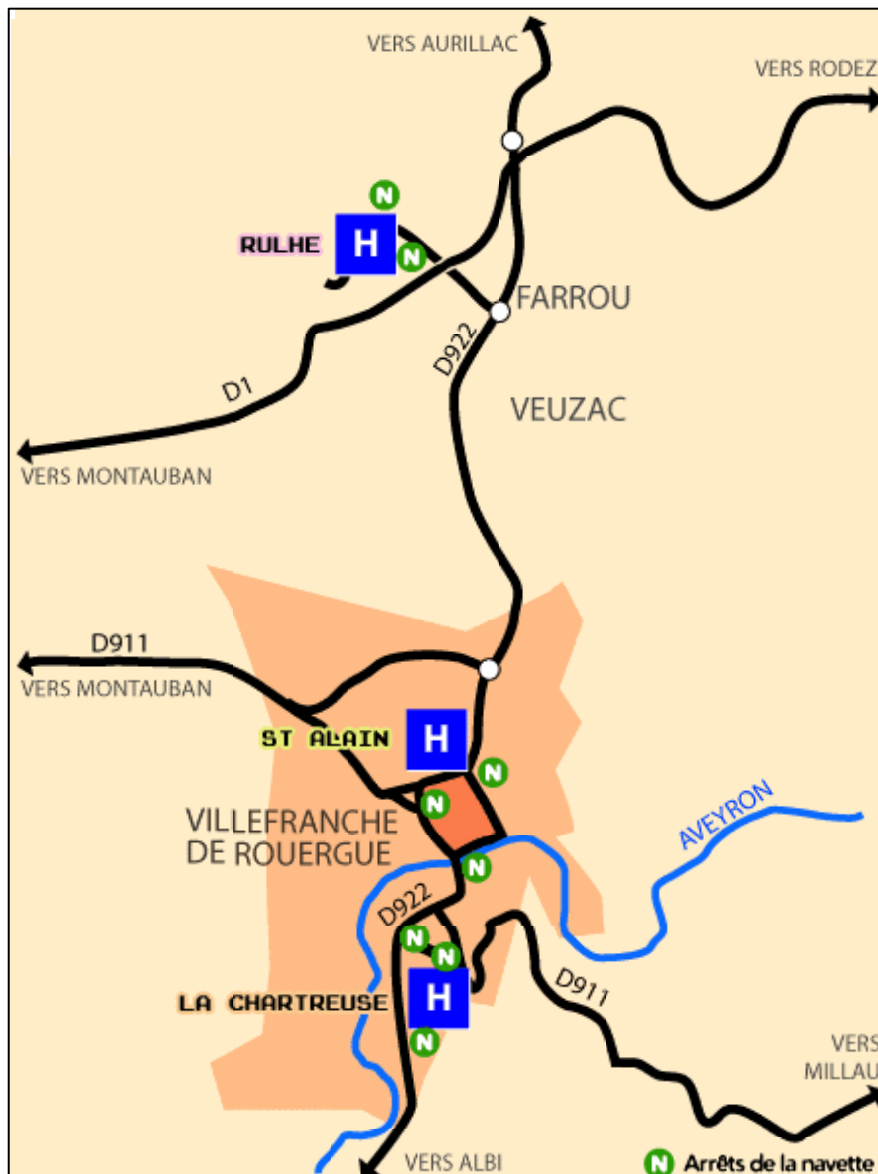 VERS AURILLAC
VERS RODEZ
N
RULHE
H
N
FARROU
D922
VEUZAC
D1
VERS MONTAUBAN
D911
VERS MONTAUBAN
ST ALAIN
H
N
N
VILLEFRANCHE
DE ROUERGUE
AVEYRON
N
D922
N
N
LA CHARTREUSE
H
D911
N
VERS
MILLAU
VERS ALBI
N Arrêts de la navette